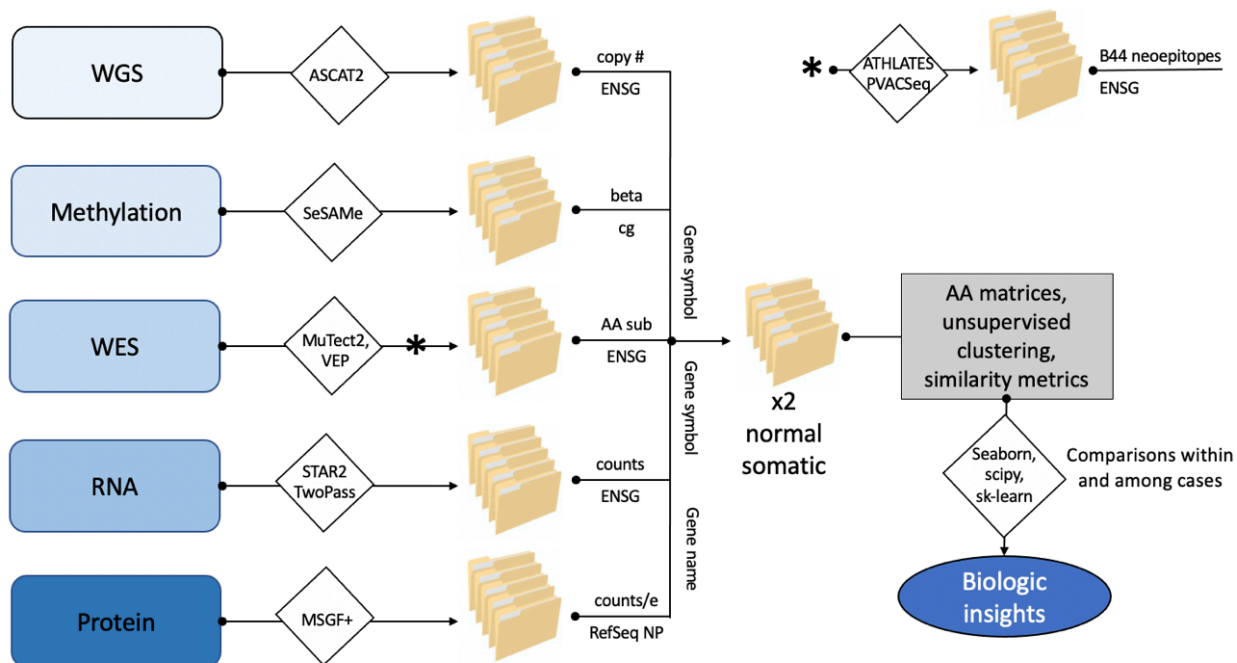 WGS
ASCAT2
copy #
ENSG
*
ATHLATES
PVACSeq
B44 neoepitopes
ENSG
Methylation
SeSAMe
beta
cg
Gene symbol
WES
MuTect2,
VEP
*
AA sub
ENSG
Gene symbol
x2
normal
somatic
AA matrices,
unsupervised
clustering,
similarity metrics
RNA
STAR2
TwoPass
counts
ENSG
Gene name
Seaborn,
scipy,
sk-learn
Comparisons within
and among cases
Protein
MSGF+
counts/e
RefSeq NP
Biologic
insights